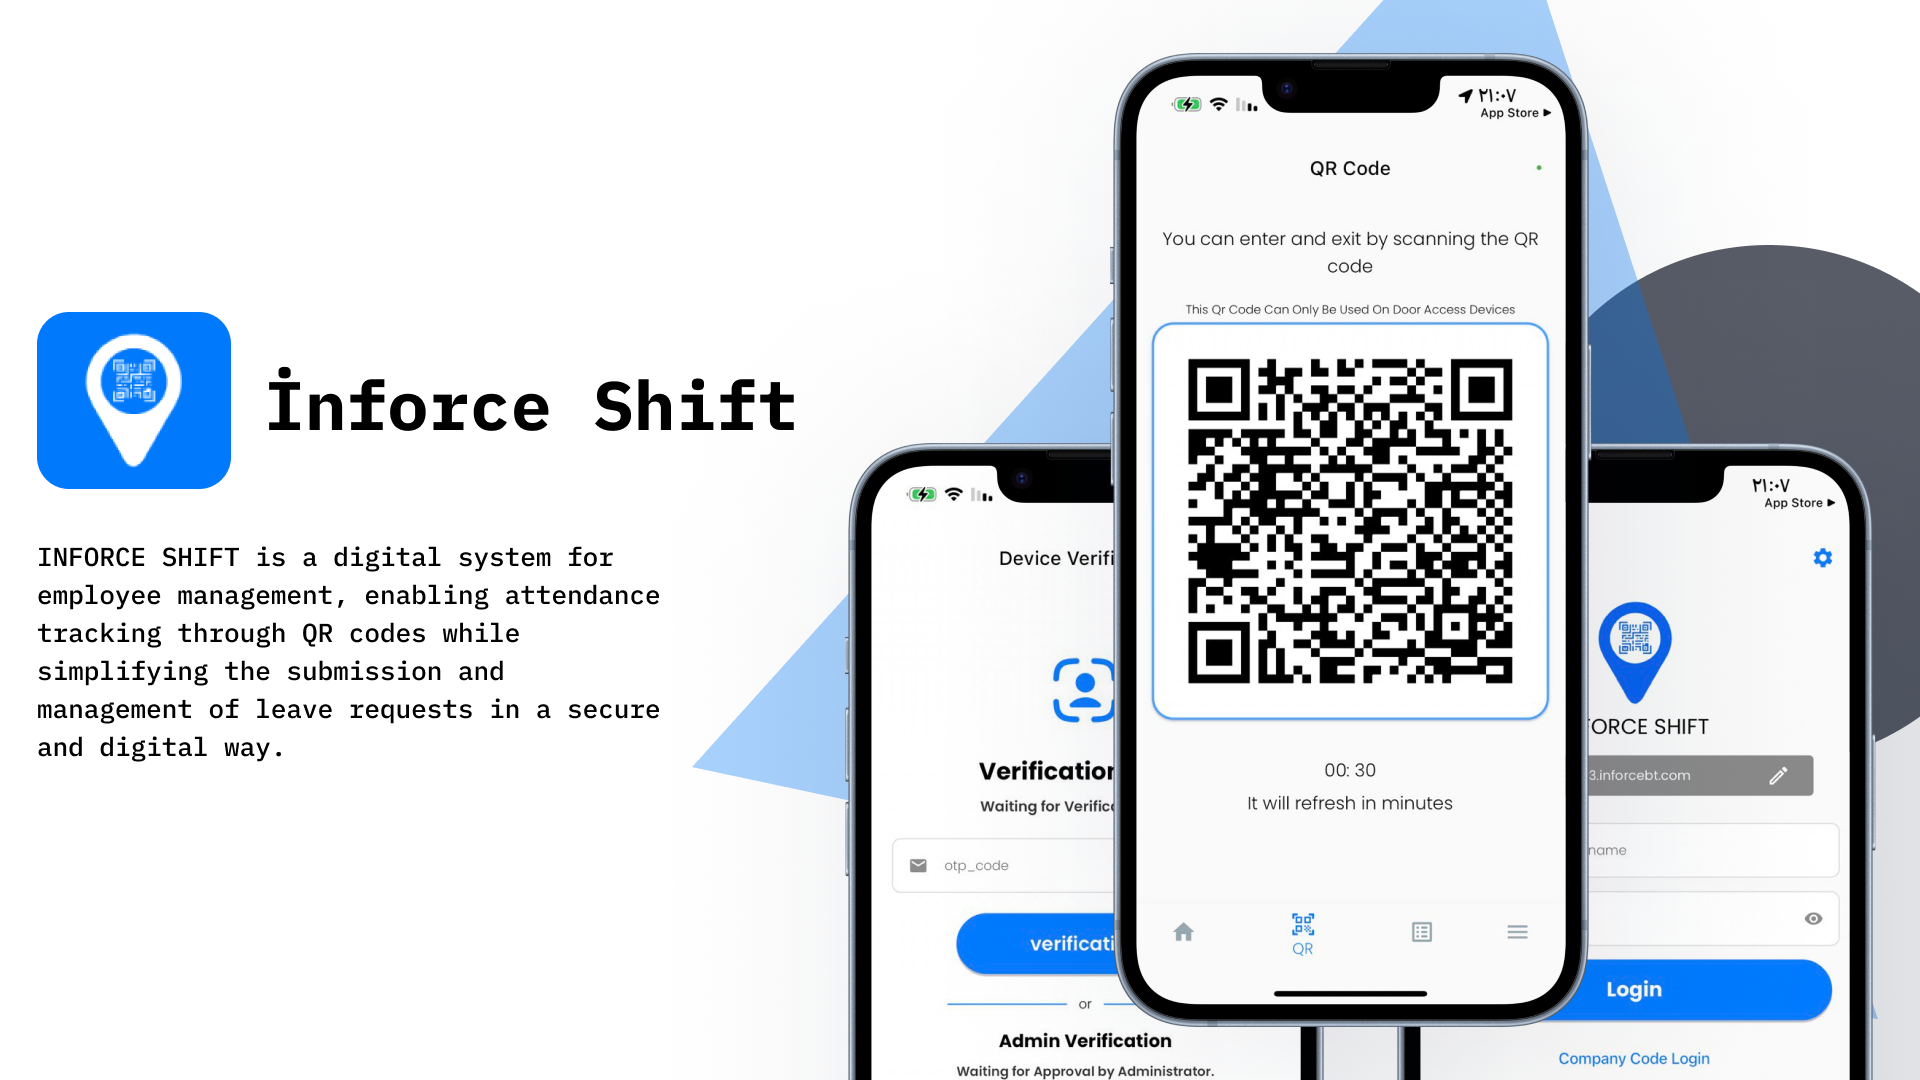 İnforce Shift
INFORCE SHIFT is a digital system for
employee management, enabling attendance
tracking through QR codes while
simplifying the submission and
management of leave requests in a secure
and digital way.
٢١:٠٧
App Store
QR Code
You can enter and exit by scanning the QR
code
This Qr Code Can Only Be Used On Door Access Devices
00: 30
It will refresh in minutes
QR
Device Verifi
Verification
Waiting for Verific
otp_code
verificati
or
Admin Verification
Waiting for Approval by Administrator.
٢١:٠٧
App Store
FORCE SHIFT
3.inforcebt.com
name
Login
Company Code Login